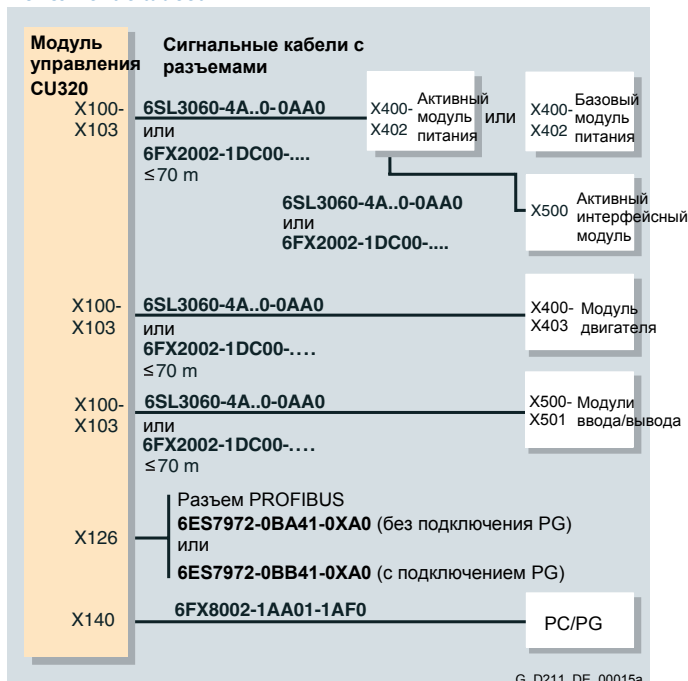 Модуль
управления
CU320
Сигнальные кабели с
разъемами
X100-
X103
6SL3060-4A..0-0AA0
или
6FX2002-1DC00-....
≤70 m
X400-
X402
Активный
модуль
питания
или
X400-
X402
Базовый
модуль
питания
6SL3060-4A..0-0AA0
или
6FX2002-1DC00-....
X500
Активный
интерфейсный
модуль
X100-
X103
6SL3060-4A..0-0AA0
или
6FX2002-1DC00-....
≤70 m
X400-
X403
Модуль
двигателя
X100-
X103
6SL3060-4A..0-0AA0
или
6FX2002-1DC00-....
≤70 m
X500-
X501
Модули
ввода/вывода
X126
Разъем PROFIBUS
6ES7972-0BA41-0XA0 (без подключения PG)
или
6ES7972-0BB41-0XA0 (с подключением PG)
X140
6FX8002-1AA01-1AF0
PC/PG
G_D211_DE_00015a